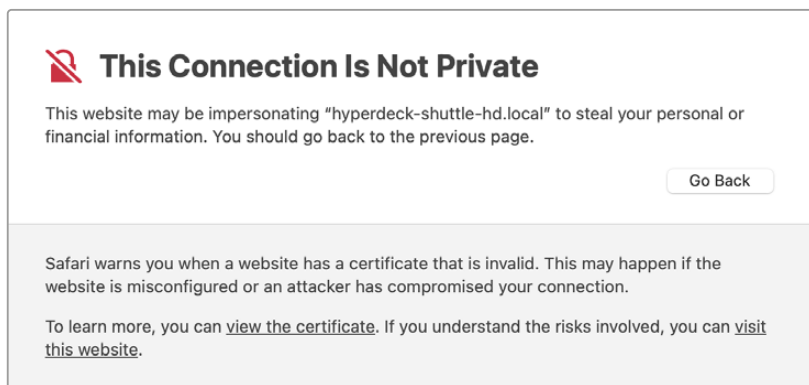 This Connection Is Not Private
This website may be impersonating “hyperdeck-shuttle-hd.local” to steal your personal or
financial information. You should go back to the previous page.
Go Back
Safari warns you when a website has a certificate that is invalid. This may happen if the
website is misconfigured or an attacker has compromised your connection.
To learn more, you can view the certificate. If you understand the risks involved, you can visit
this website.